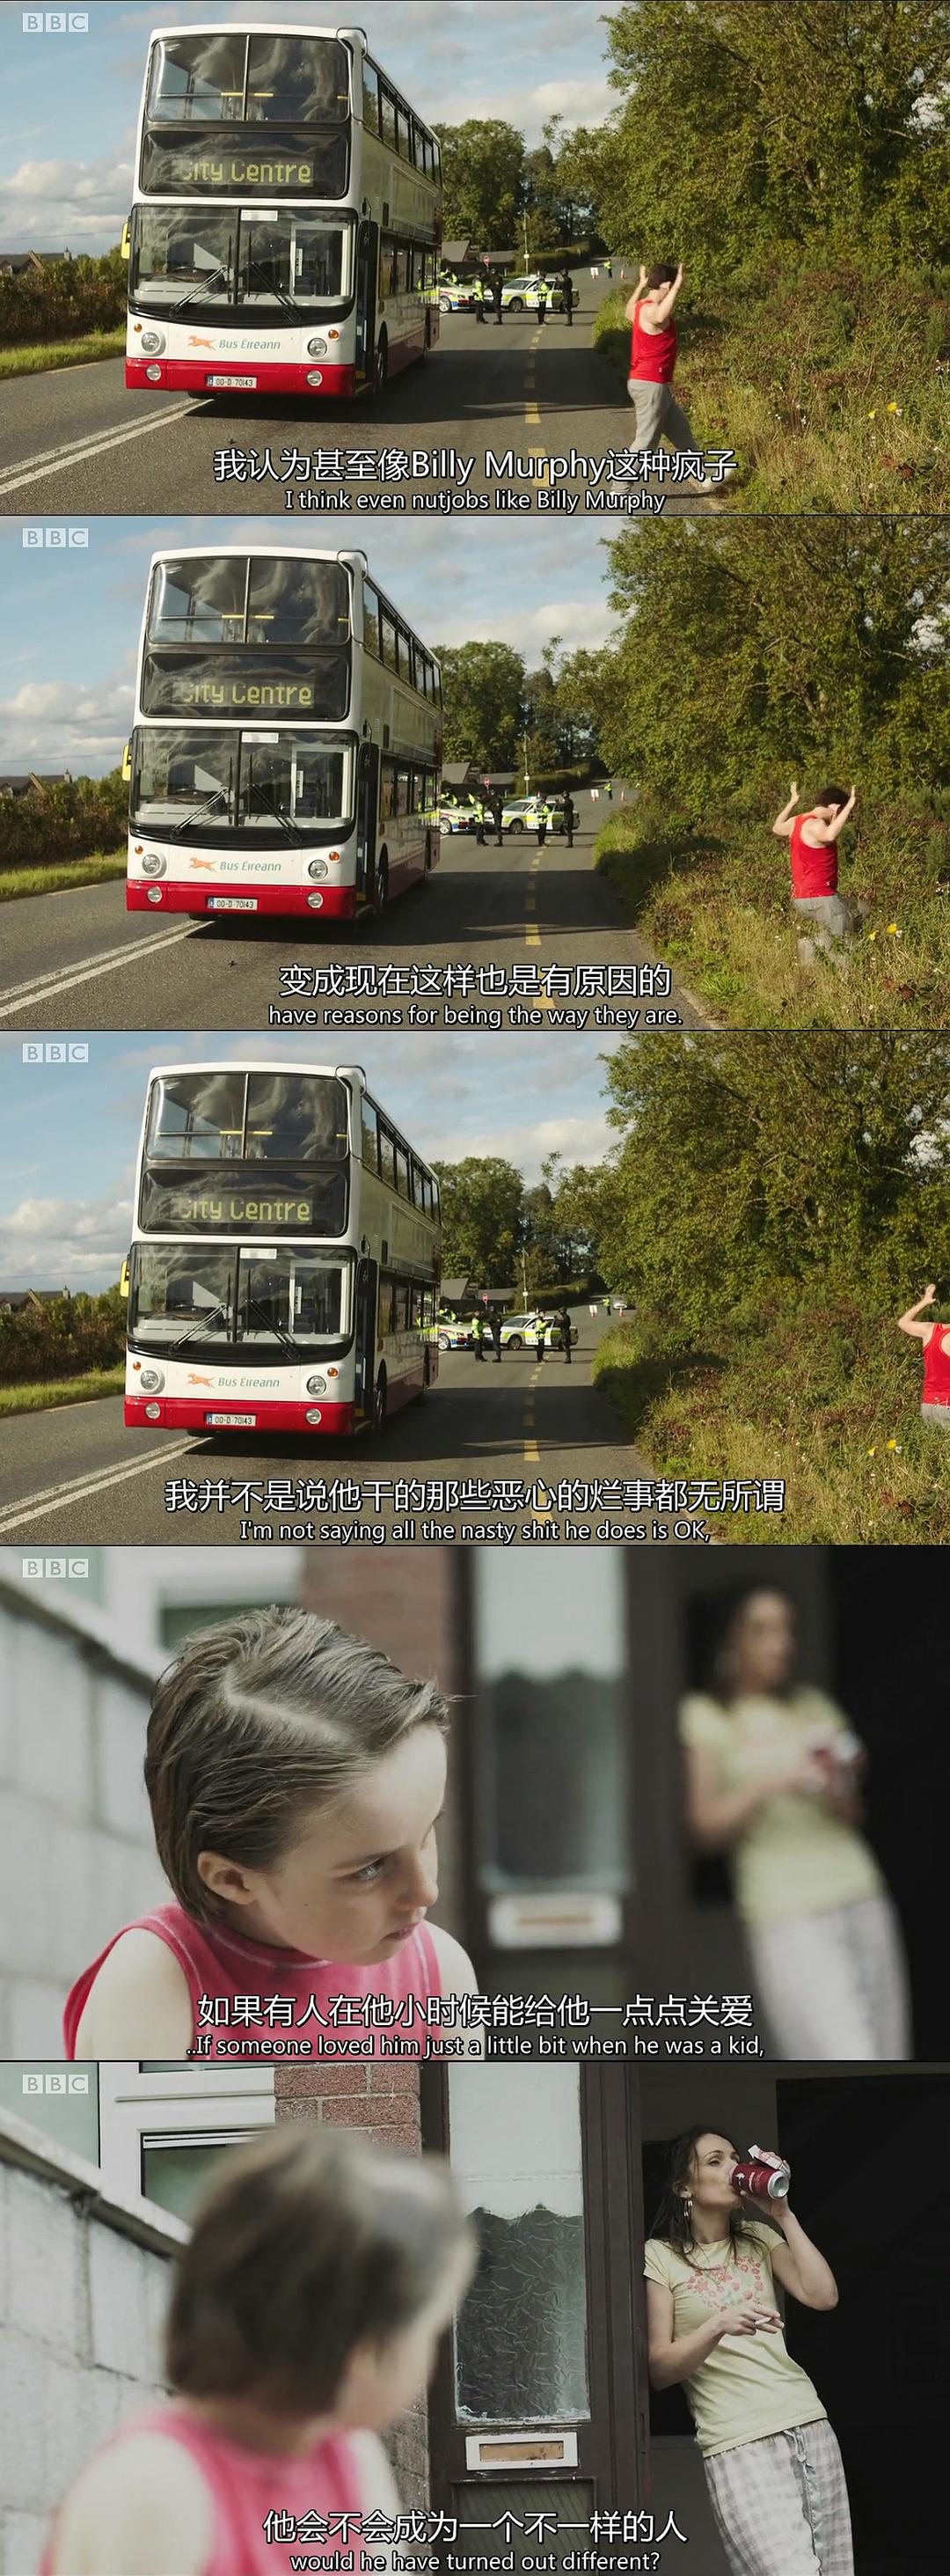 BBC
City Centre
Bus Éireann
00-D-70143
我认为甚至像Billy Murphy这种疯子
I think even nutjobs like Billy Murphy
BBC
City Centre
Bus Éireann
00-D-70143
变成现在这样也是有原因的
have reasons for being the way they are.
BBC
City Centre
Bus Éireann
00-D-70143
我并不是说他干的那些恶心的烂事都无所谓
I'm not saying all the nasty shit he does is OK,
BBC
如果有人在他小时候能给他一点点关爱
..If someone loved him just a little bit when he was a kid,
BBC
他会不会成为一个不一样的人
would he have turned out different?